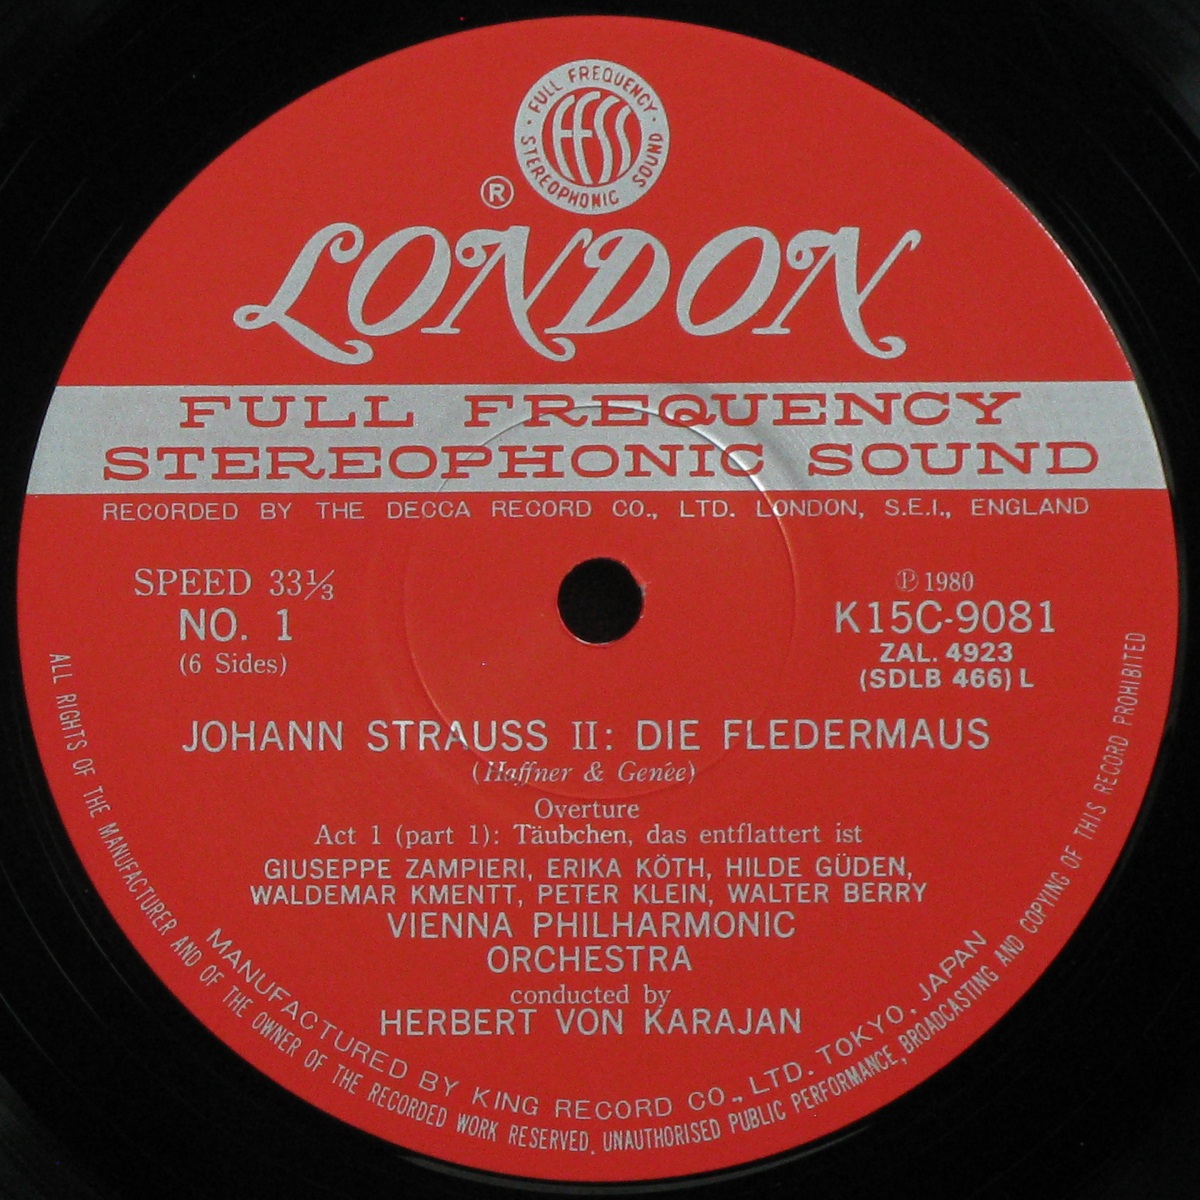 FULL FREQUENCY
FFSS
STEREOPHONIC SOUND
®
LONDON
FULL FREQUENCY
STEREOPHONIC SOUND
RECORDED BY THE DECCA RECORD CO., LTD. LONDON, S.E.I., ENGLAND
SPEED 33⅓
NO. 1
(6 Sides)
℗ 1980
K15C-9081
ZAL. 4923
(SDLB 466) L
JOHANN STRAUSS II: DIE FLEDERMAUS
(Haffner & Genée)
Overture
Act 1 (part 1): Täubchen, das entflattert ist
GIUSEPPE ZAMPIERI, ERIKA KÖTH, HILDE GÜDEN,
WALDEMAR KMENTT, PETER KLEIN, WALTER BERRY
VIENNA PHILHARMONIC
ORCHESTRA
conducted by
HERBERT VON KARAJAN
MANUFACTURED BY KING RECORD CO., LTD. TOKYO, JAPAN
ALL RIGHTS OF THE MANUFACTURER AND OF THE OWNER OF THE RECORDED WORK RESERVED. UNAUTHORISED PUBLIC PERFORMANCE, BROADCASTING AND COPYING OF THIS RECORD PROHIBITED